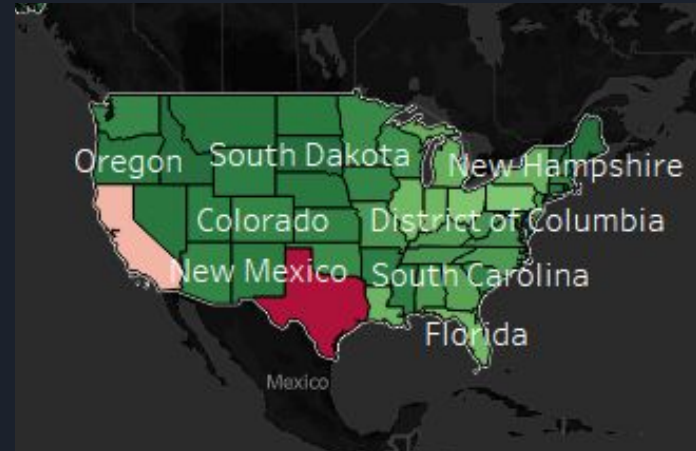 Oregon
South Dakota
New Hampshire
Colorado
District of Columbia
New Mexico
South Carolina
Florida
Mexico